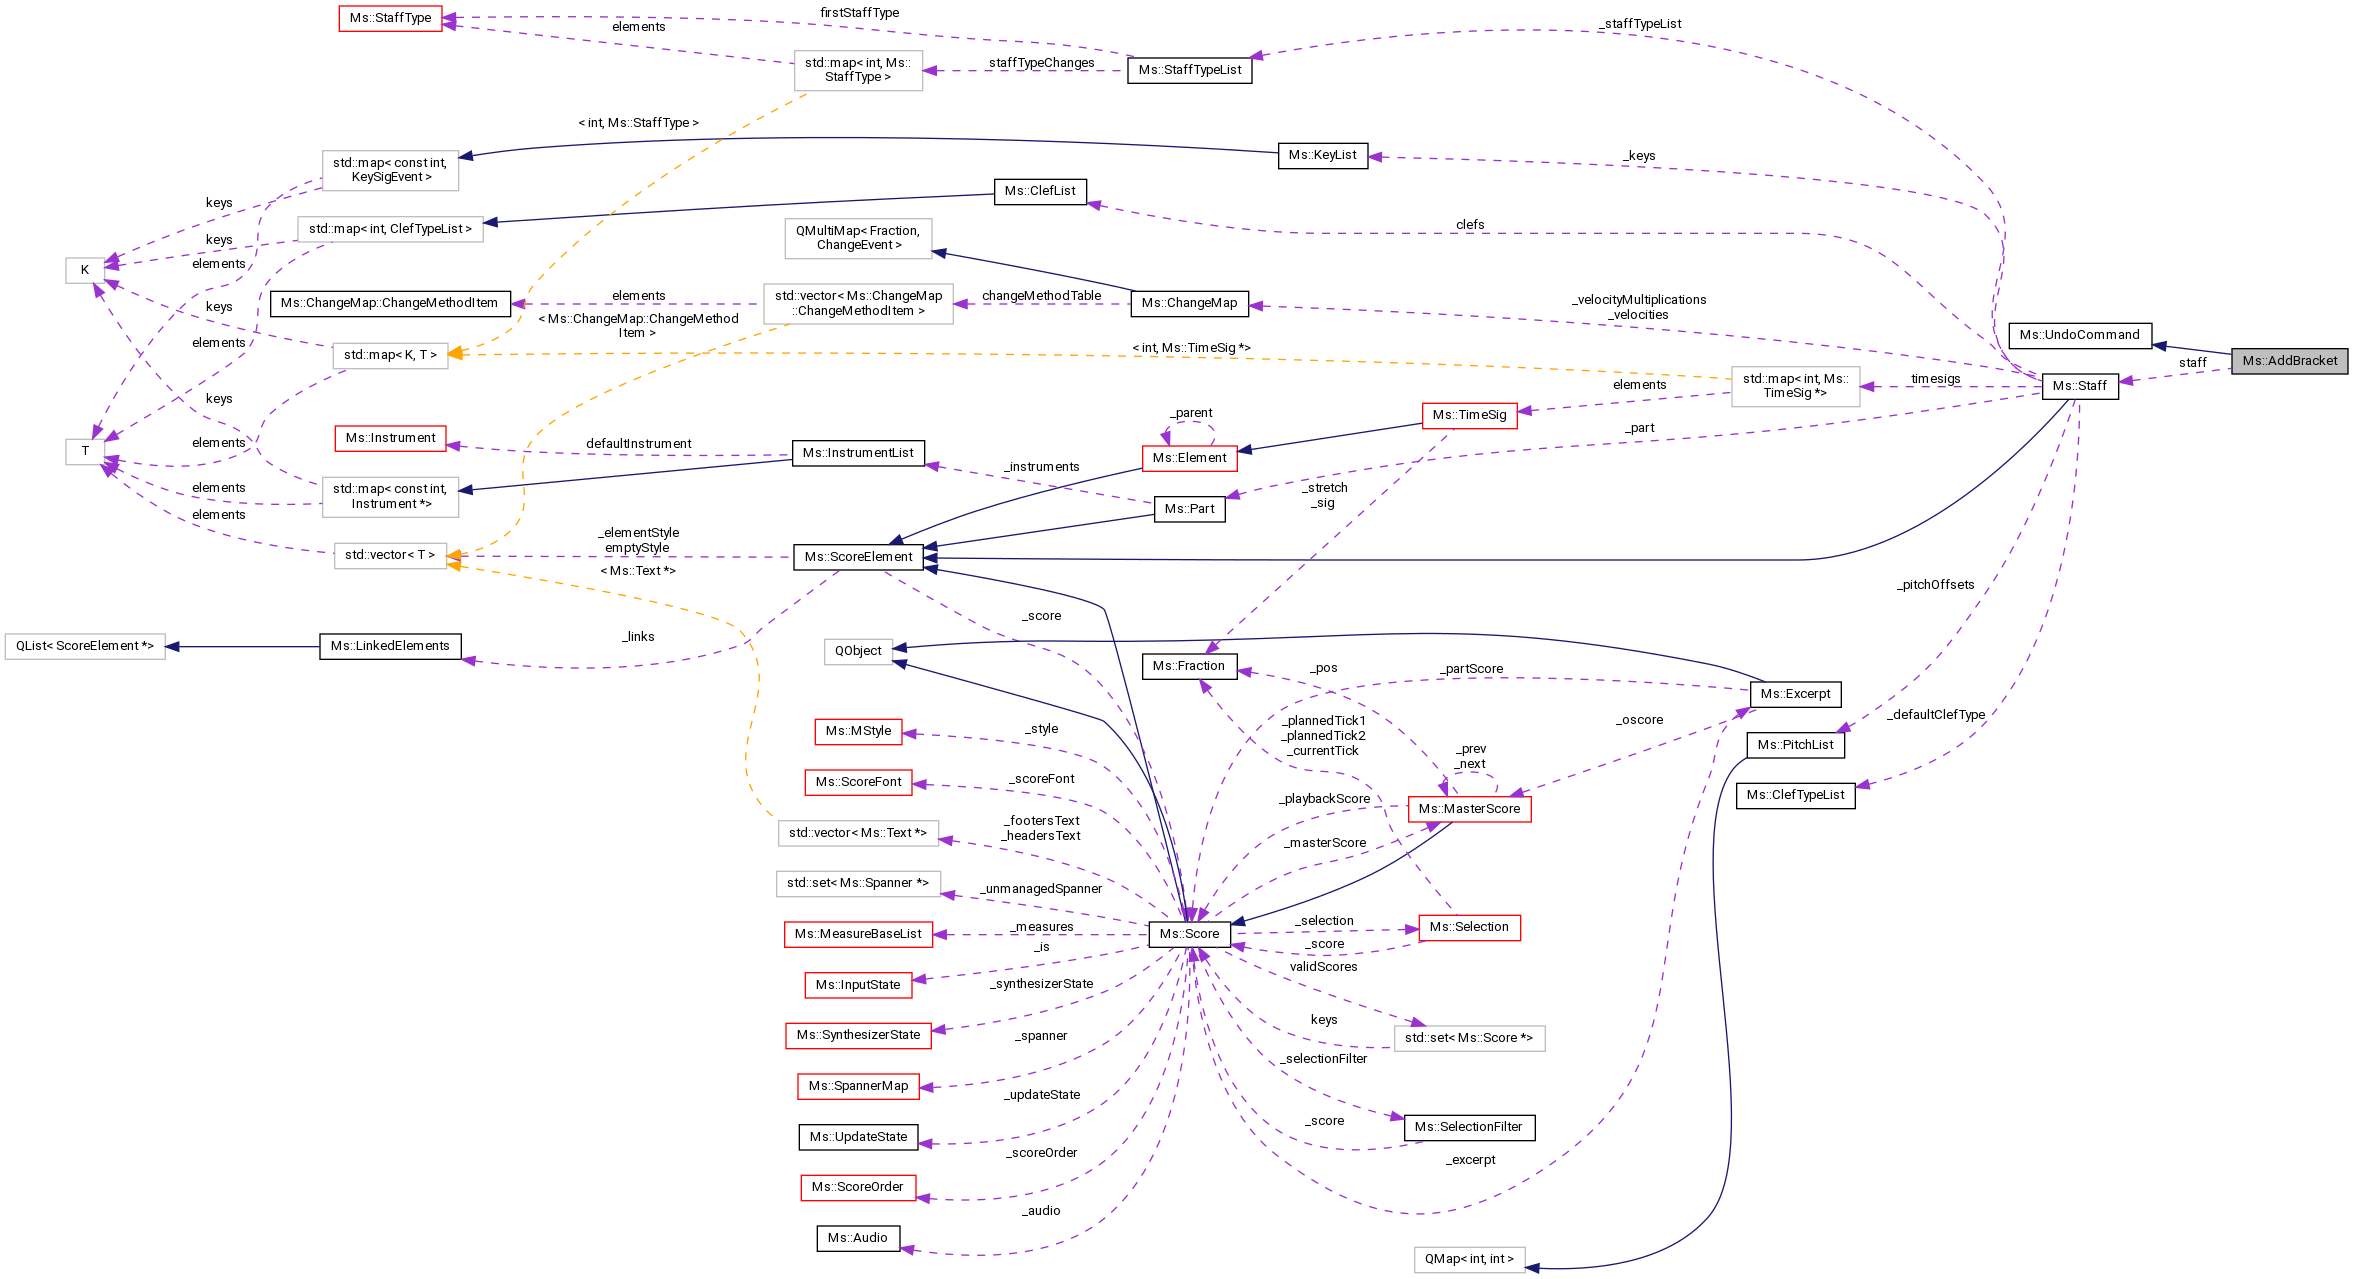 Ms::StaffType
firstStaffType
elements
_staffTypeList
std::map< int, Ms::
StaffType >
staffTypeChanges
Ms::StaffTypeList
< int, Ms::StaffType >
std::map< const int,
KeySigEvent >
Ms::KeyList
_keys
keys
Ms::ClefList
std::map< int, ClefTypeList >
clefs
QMultiMap< Fraction,
ChangeEvent >
keys
elements
K
Ms::ChangeMap::ChangeMethodItem
elements
std::vector< Ms::ChangeMap
::ChangeMethodItem >
changeMethodTable
Ms::ChangeMap
_velocityMultiplications
_velocities
keys
< Ms::ChangeMap::ChangeMethod
Item >
Ms::UndoCommand
elements
std::map< K, T >
< int, Ms::TimeSig *>
Ms::AddBracket
staff
std::map< int, Ms::
TimeSig *>
timesigs
Ms::Staff
elements
keys
Ms::TimeSig
_parent
_part
Ms::Instrument
defaultInstrument
Ms::InstrumentList
Ms::Element
elements
T
_instruments
elements
std::map< const int,
Instrument *>
_stretch
_sig
Ms::Part
elements
std::vector< T >
_elementStyle
emptyStyle
Ms::ScoreElement
< Ms::Text *>
_pitchOffsets
_score
_links
QList< ScoreElement *>
Ms::LinkedElements
QObject
Ms::Fraction
_pos
_partScore
Ms::Excerpt
_oscore
_defaultClefType
_plannedTick1
_plannedTick2
_currentTick
Ms::MStyle
_style
_prev
_next
Ms::PitchList
Ms::ScoreFont
_scoreFont
Ms::ClefTypeList
_playbackScore
Ms::MasterScore
std::vector< Ms::Text *>
_footersText
_headersText
_masterScore
std::set< Ms::Spanner *>
_unmanagedSpanner
Ms::MeasureBaseList
_measures
Ms::Score
_selection
Ms::Selection
_score
_is
validScores
Ms::InputState
_synthesizerState
keys
Ms::SynthesizerState
_spanner
std::set< Ms::Score *>
_selectionFilter
Ms::SpannerMap
_updateState
_score
Ms::SelectionFilter
Ms::UpdateState
_scoreOrder
_excerpt
Ms::ScoreOrder
_audio
Ms::Audio
QMap< int, int >